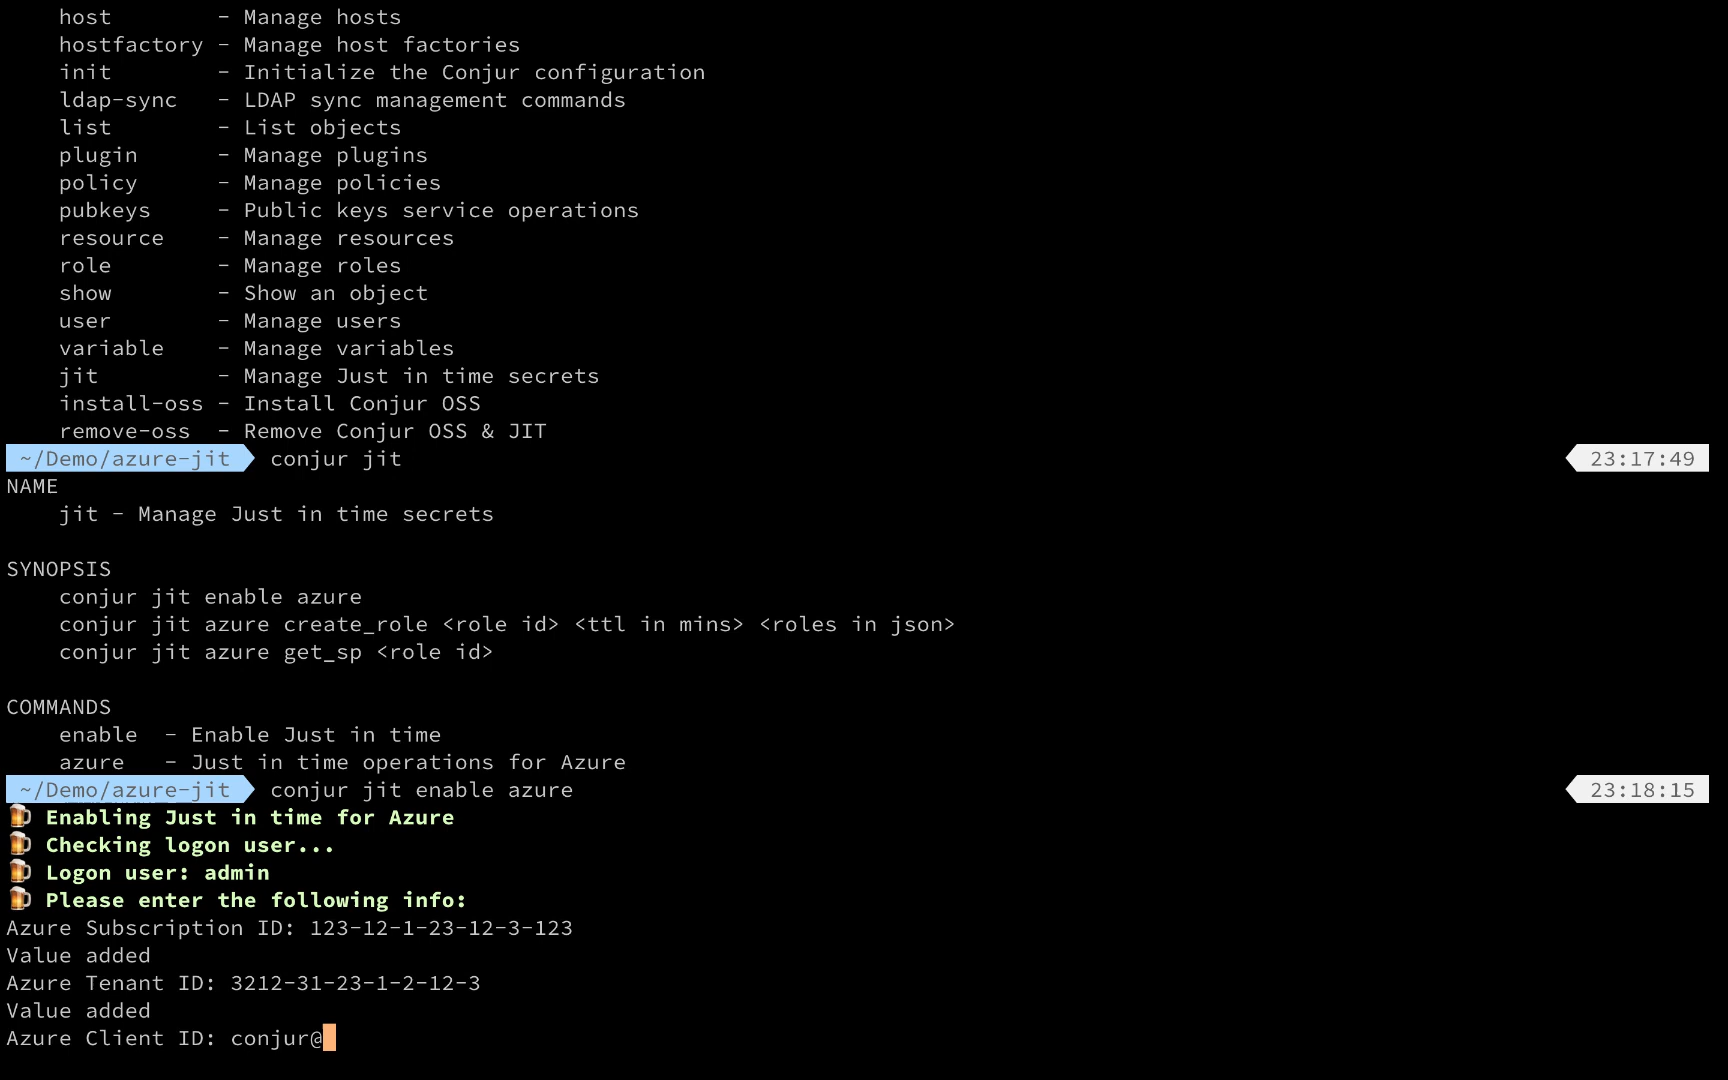 host        - Manage hosts
hostfactory - Manage host factories
init        - Initialize the Conjur configuration
ldap-sync   - LDAP sync management commands
list        - List objects
plugin      - Manage plugins
policy      - Manage policies
pubkeys     - Public keys service operations
resource    - Manage resources
role        - Manage roles
show        - Show an object
user        - Manage users
variable    - Manage variables
jit         - Manage Just in time secrets
install-oss - Install Conjur OSS
remove-oss  - Remove Conjur OSS & JIT
~/Demo/azure-jit conjur jit 23:17:49
NAME
jit - Manage Just in time secrets
SYNOPSIS
conjur jit enable azure
conjur jit azure create_role <role id> <ttl in mins> <roles in json>
conjur jit azure get_sp <role id>
COMMANDS
enable  - Enable Just in time
azure   - Just in time operations for Azure
~/Demo/azure-jit conjur jit enable azure 23:18:15
Enabling Just in time for Azure
Checking logon user...
Logon user: admin
Please enter the following info:
Azure Subscription ID: 123-12-1-23-12-3-123
Value added
Azure Tenant ID: 3212-31-23-1-2-12-3
Value added
Azure Client ID: conjur@